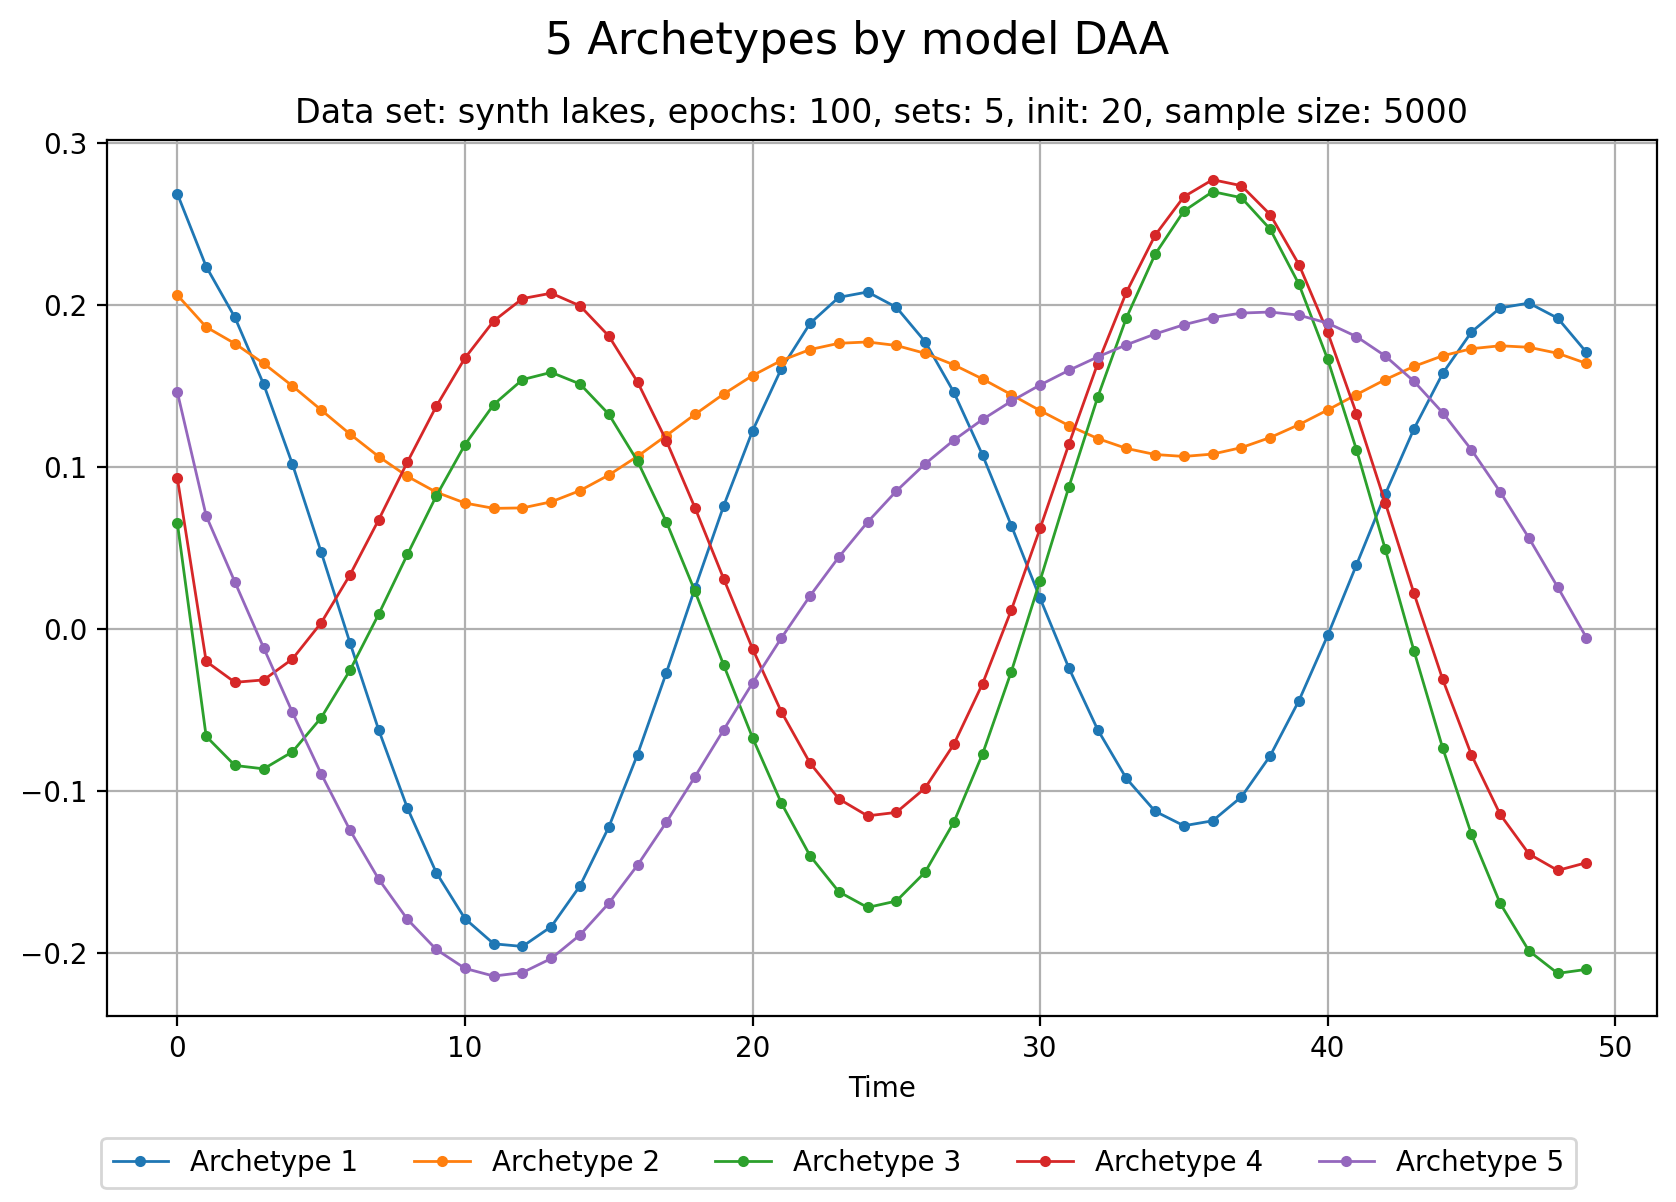 5 Archetypes by model DAA
Data set: synth lakes, epochs: 100, sets: 5, init: 20, sample size: 5000
0.3
0.2
0.1
0.0
−0.1
−0.2
0 10 20 30 40 50
Time
Archetype 1 Archetype 2 Archetype 3 Archetype 4 Archetype 5